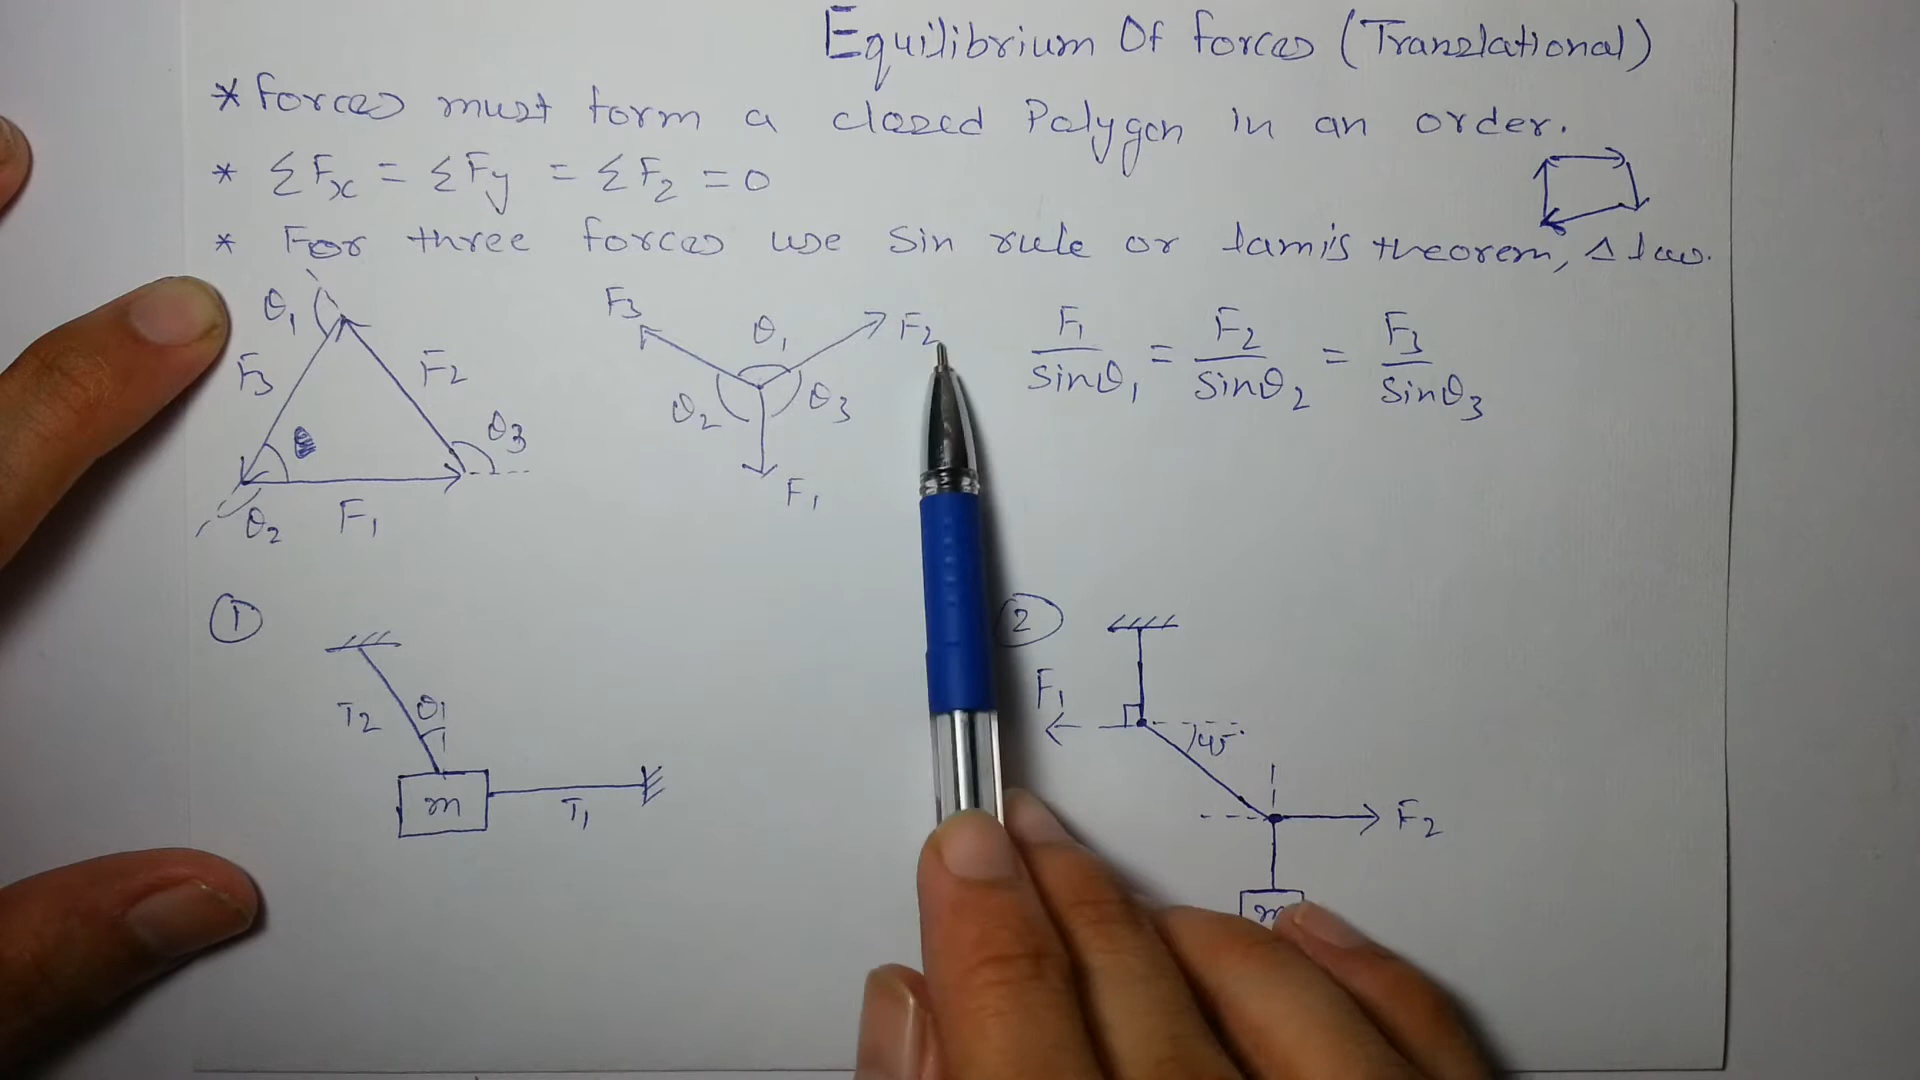 Equilibrium Of forces (Translational)
* forces must form a closed Polygon in an order.
* ΣFx = ΣFy = ΣFz = 0
* For three forces use sin rule or lamis theorem, Δ law.
θ1
F3
F2
θ3
θ2
F1
F3
θ1
F2
θ2
θ3
F1
F1/sinθ1 = F2/sinθ2 = F3/sinθ3
1
T2
θ
m
T1
2
F1
45°
F2
m